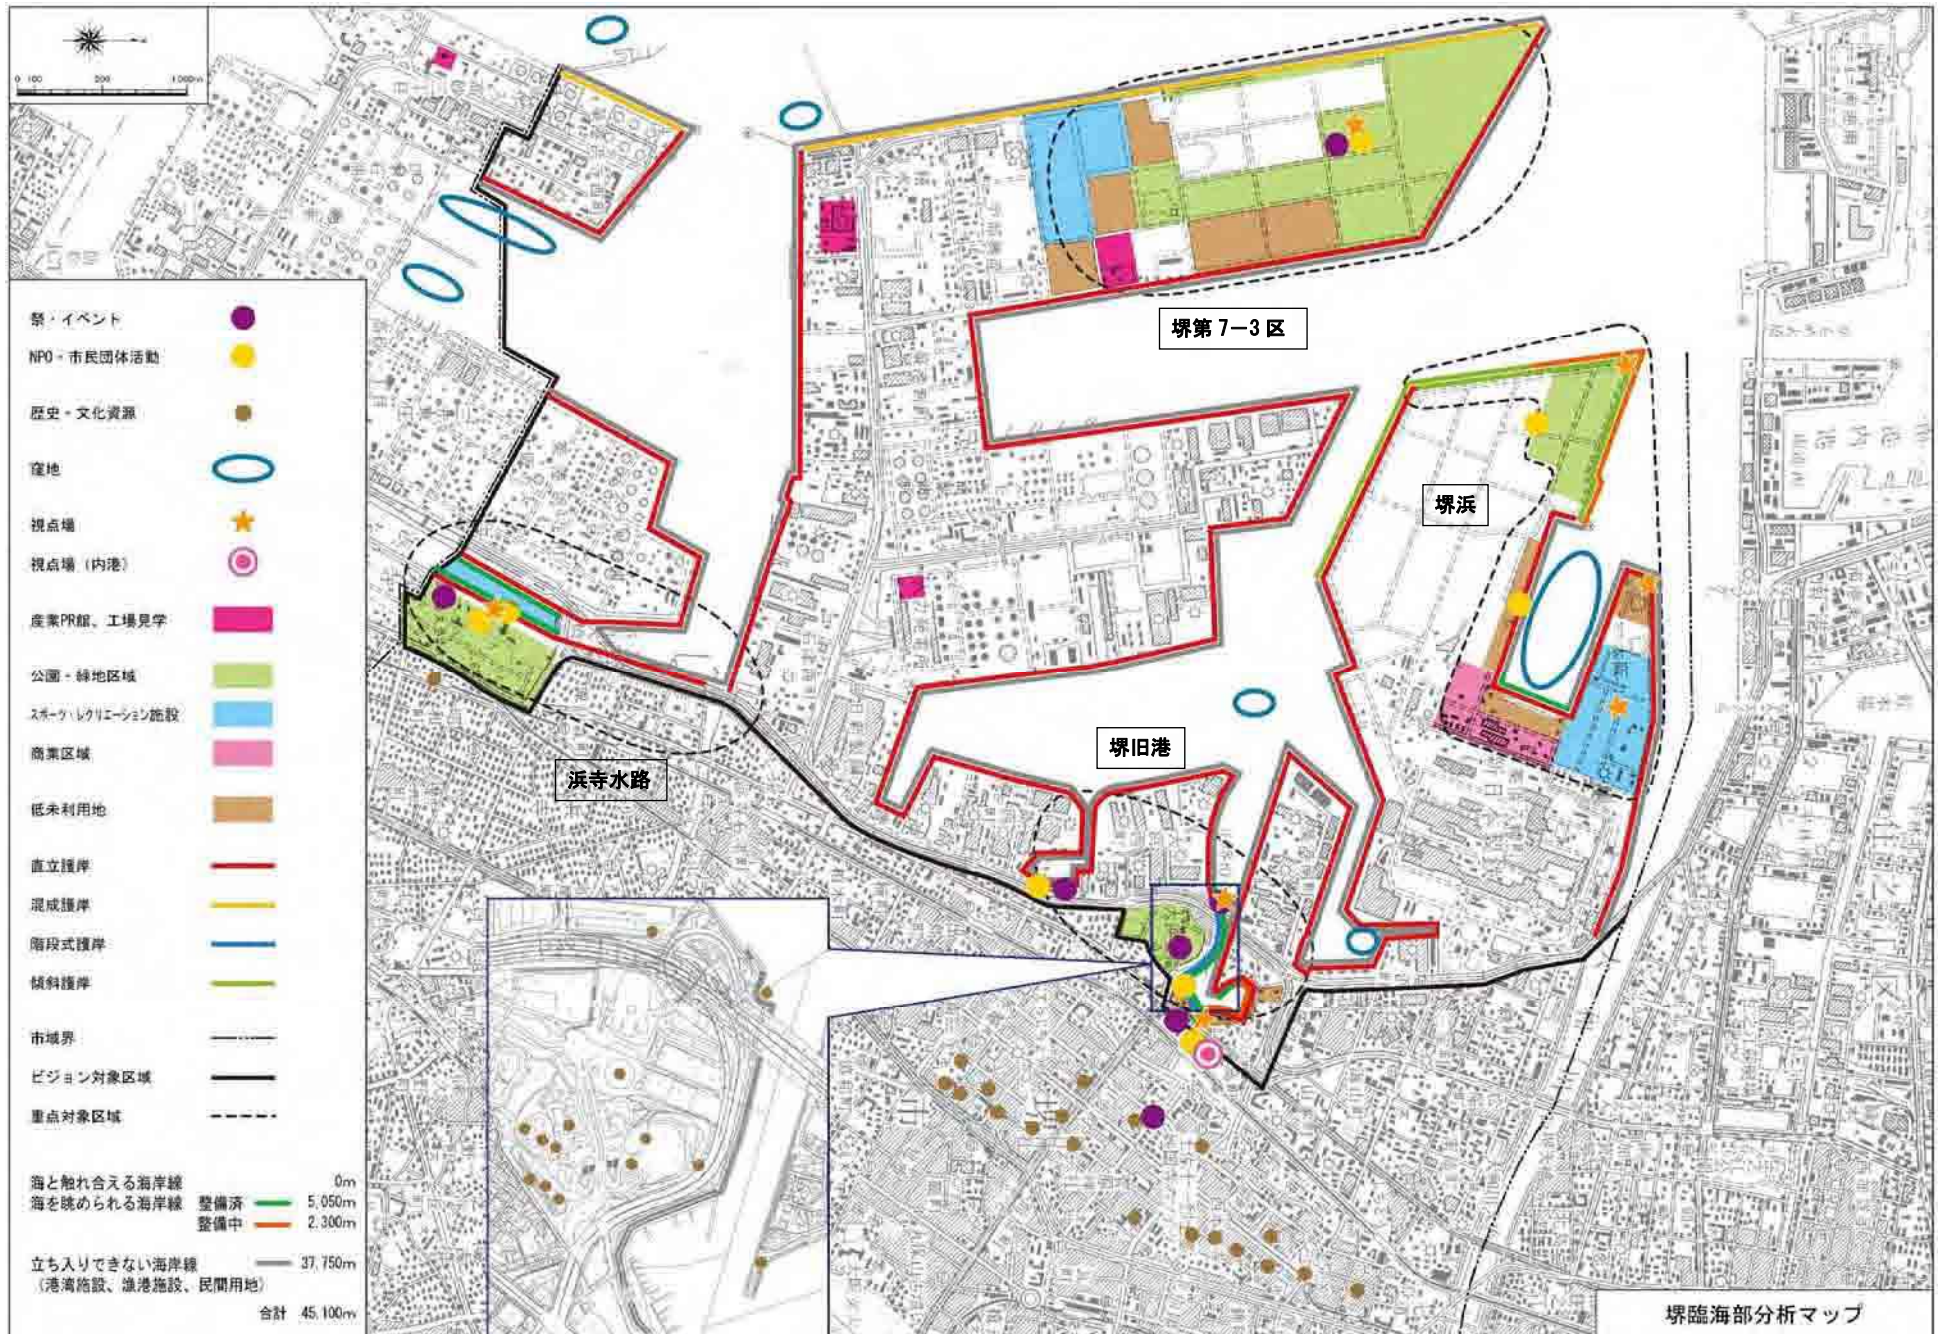 0 100 500 1,000m
堺第7−3区
堺浜
堺旧港
浜寺水路
祭・イベント
NPO・市民団体活動
歴史・文化資源
窪地
視点場
視点場（内港）
産業PR館、工場見学
公園・緑地区域
スポーツ・レクリエーション施設
商業区域
低未利用地
直立護岸
混成護岸
階段式護岸
傾斜護岸
市域界
ビジョン対象区域
重点対象区域
海と触れ合える海岸線 0m
海を眺められる海岸線 整備済 5,050m
整備中 2,300m
立ち入りできない海岸線 37,750m
（港湾施設、漁港施設、民間用地）
合計 45,100m
堺臨海部分析マップ